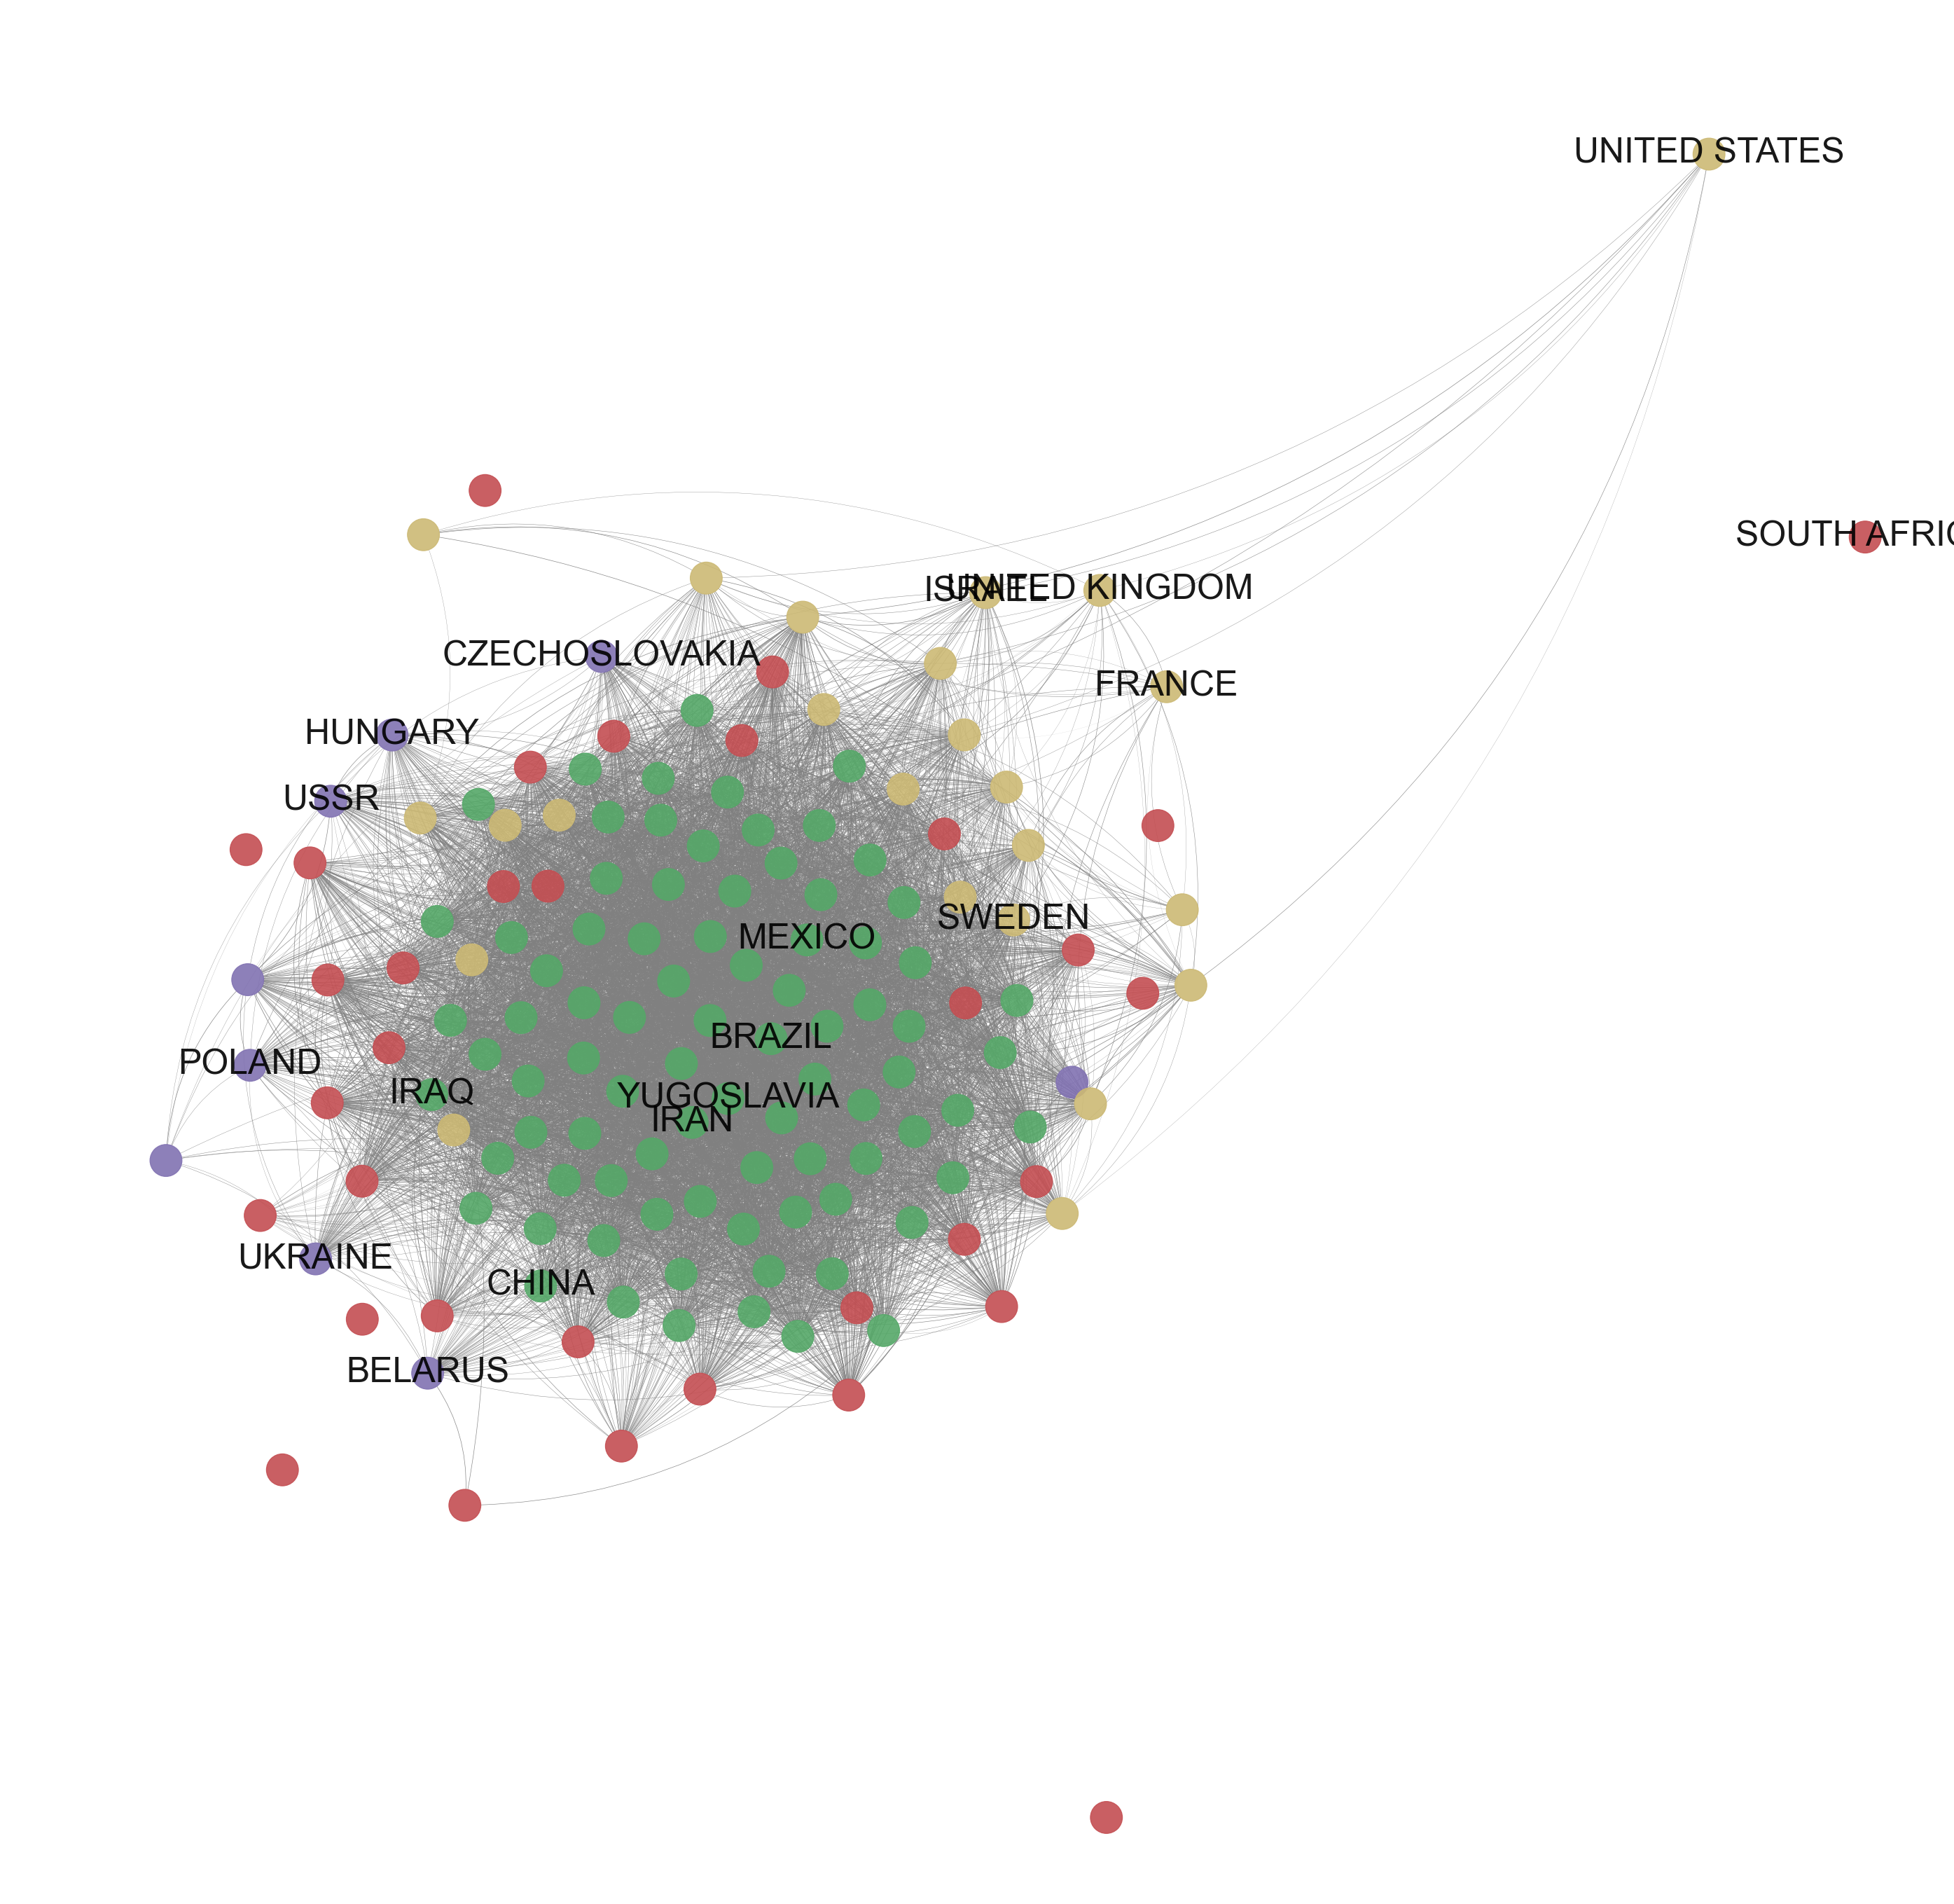 UNITED STATES
SOUTH AFRIC
ISRAEL
UNITED KINGDOM
CZECHOSLOVAKIA
FRANCE
HUNGARY
USSR
SWEDEN
MEXICO
BRAZIL
POLAND
IRAQ
YUGOSLAVIA
IRAN
UKRAINE
CHINA
BELARUS